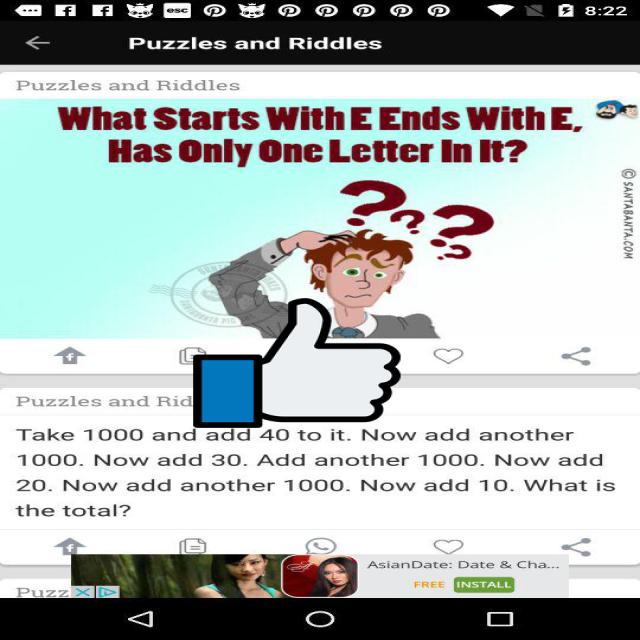 esc
8:22
Puzzles and Riddles
Puzzles and Riddles
What Starts With E Ends With E,
Has Only One Letter In It?
© SANTABANTA.COM
Puzzles and Rid
Take 1000 and add 40 to it. Now add another
1000. Now add 30. Add another 1000. Now add
20. Now add another 1000. Now add 10. What is
the total?
AsianDate: Date & Cha...
FREE INSTALL
Puzz